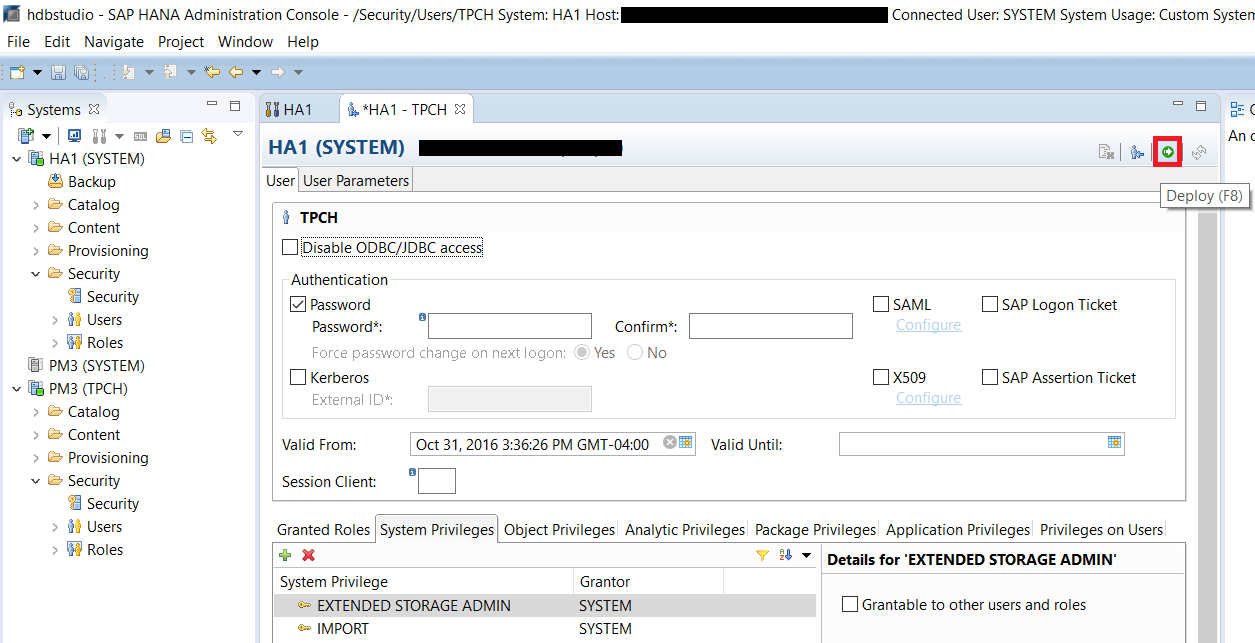 hdbstudio - SAP HANA Administration Console - /Security/Users/TPCH System: HA1 Host: Connected User: SYSTEM System Usage: Custom System
File Edit Navigate Project Window Help
Systems
HA1 (SYSTEM)
Backup
Catalog
Content
Provisioning
Security
Security
Users
Roles
PM3 (SYSTEM)
PM3 (TPCH)
Catalog
Content
Provisioning
Security
Security
Users
Roles
HA1 *HA1 - TPCH
HA1 (SYSTEM)
Deploy (F8)
User User Parameters
TPCH
Disable ODBC/JDBC access
Authentication
Password SAML SAP Logon Ticket
Password*: Confirm*: Configure
Force password change on next logon: Yes No
Kerberos X509 SAP Assertion Ticket
External ID*: Configure
Valid From: Oct 31, 2016 3:36:26 PM GMT-04:00 Valid Until:
Session Client:
Granted Roles System Privileges Object Privileges Analytic Privileges Package Privileges Application Privileges Privileges on Users
System Privilege Grantor
EXTENDED STORAGE ADMIN SYSTEM
IMPORT SYSTEM
Details for 'EXTENDED STORAGE ADMIN'
Grantable to other users and roles
An o